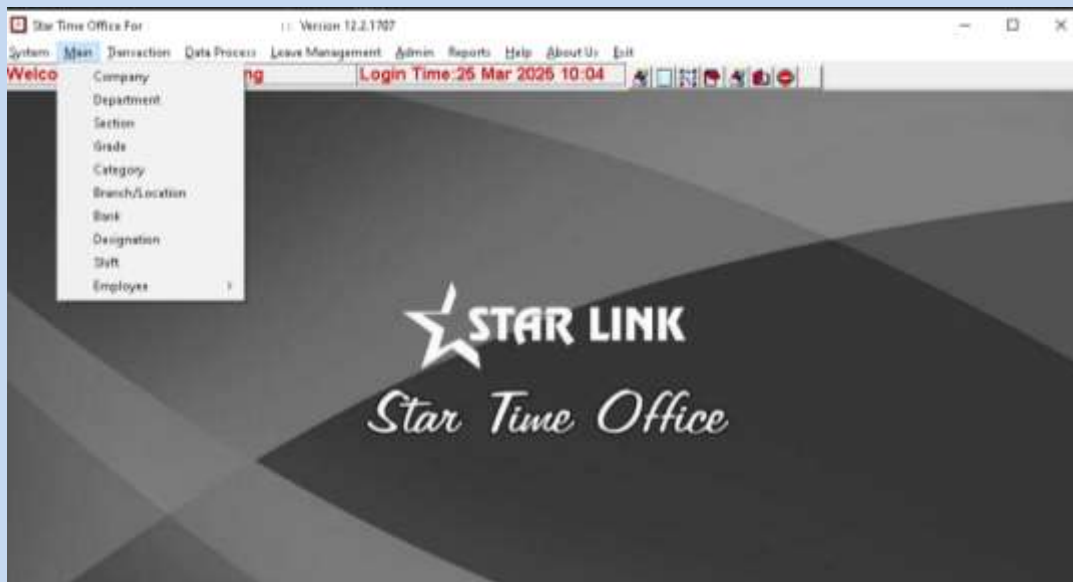 Star Time Office For :: Version 12.2.1707
System Main Transaction Data Process Leave Management Admin Reports Help About Us Exit
Welco ng Login Time:25 Mar 2025 10:04
Company
Department
Section
Grade
Category
Branch/Location
Bank
Designation
Shift
Employee
STAR LINK
Star Time Office